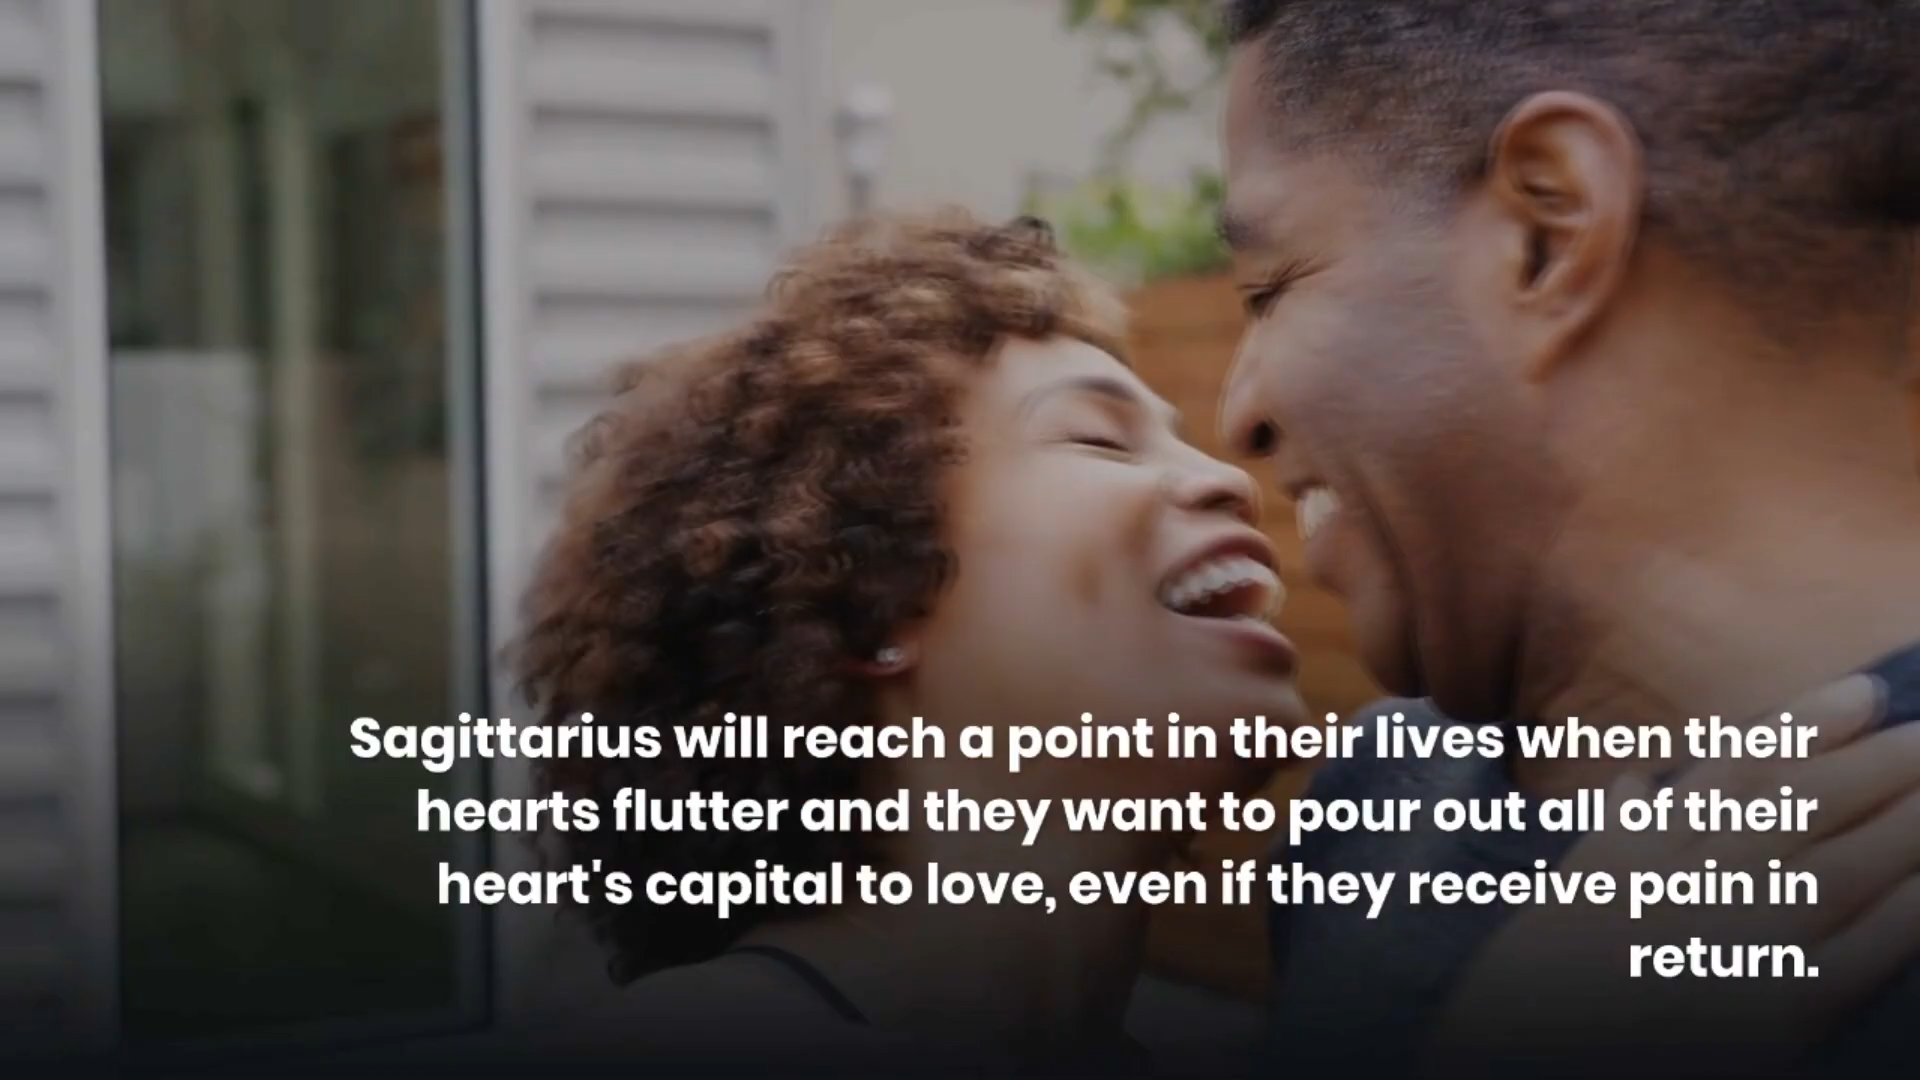 Sagittarius will reach a point in their lives when their
hearts flutter and they want to pour out all of their
heart's capital to love, even if they receive pain in
return.